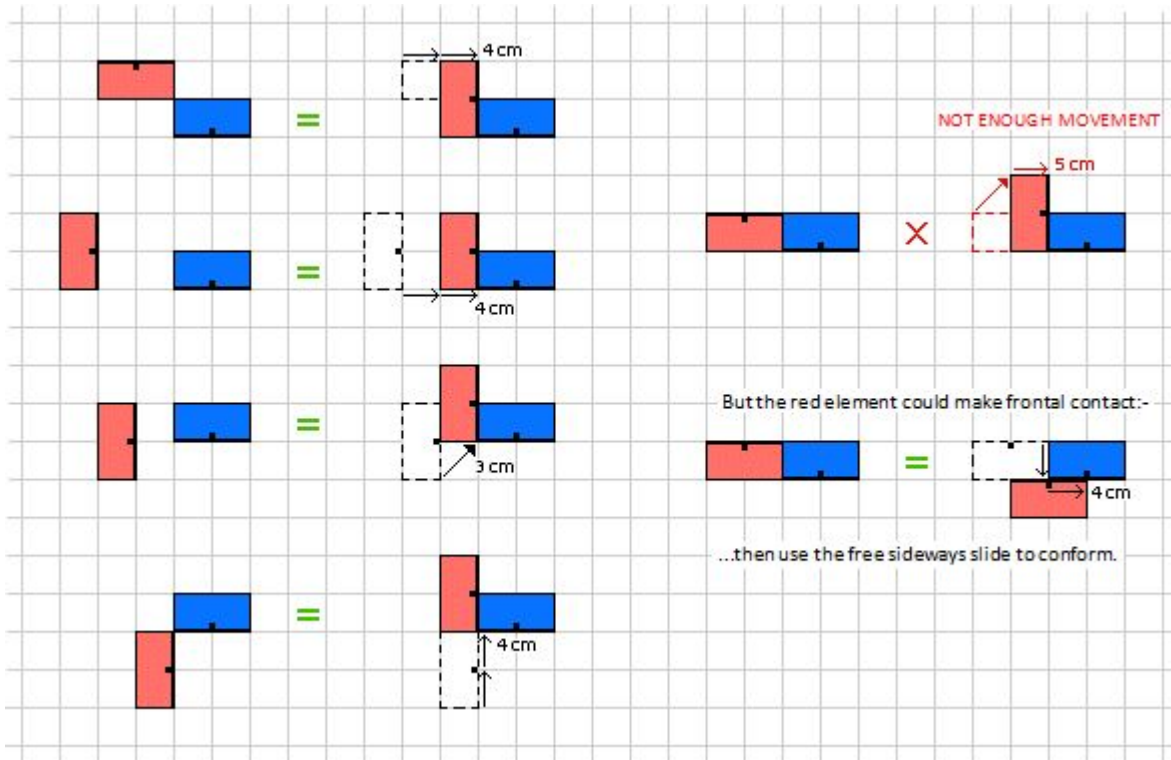 4 cm
=
NOT ENOUGH MOVEMENT
5 cm
=
4 cm
×
But the red element could make frontal contact:-
=
3 cm
=
4 cm
...then use the free sideways slide to conform.
=
4 cm